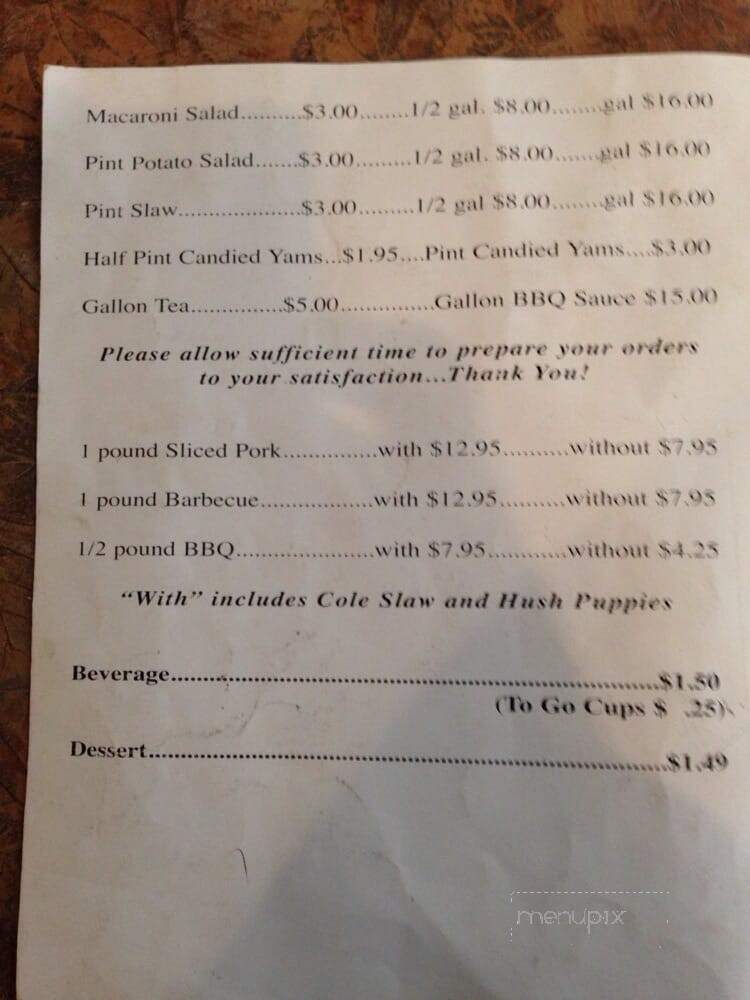 Macaroni Salad..........$3.00........1/2 gal. $8.00........gal $16.00
Pint Potato Salad.......$3.00.........1/2 gal. $8.00.......gal $16.00
Pint Slaw....................$3.00.........1/2 gal $8.00........gal $16.00
Half Pint Candied Yams...$1.95....Pint Candied Yams....$3.00
Gallon Tea...............$5.00...............Gallon BBQ Sauce $15.00
Please allow sufficient time to prepare your orders
to your satisfaction...Thank You!
1 pound Sliced Pork...............with $12.95..........without $7.95
1 pound Barbecue..................with $12.95..........without $7.95
1/2 pound BBQ......................with $7.95............without $4.25
“With” includes Cole Slaw and Hush Puppies
Beverage..............................................................................$1.50
(To Go Cups $ .25)
Dessert..................................................................................$1.49
menupix